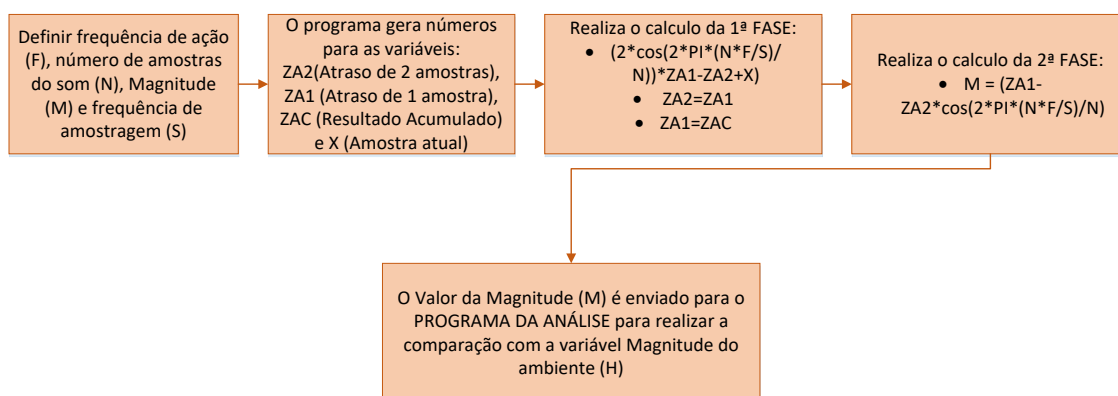 Definir frequência de ação
(F), número de amostras
do som (N), Magnitude
(M) e frequência de
amostragem (S)
O programa gera números
para as variáveis:
ZA2(Atraso de 2 amostras),
ZA1 (Atraso de 1 amostra),
ZAC (Resultado Acumulado)
e X (Amostra atual)
Realiza o calculo da 1ª FASE:
• (2*cos(2*PI*(N*F/S)/
N))*ZA1-ZA2+X)
• ZA2=ZA1
• ZA1=ZAC
Realiza o calculo da 2ª FASE:
• M = (ZA1-
ZA2*cos(2*PI*(N*F/S)/N)
O Valor da Magnitude (M) é enviado para o
PROGRAMA DA ANÁLISE para realizar a
comparação com a variável Magnitude do
ambiente (H)